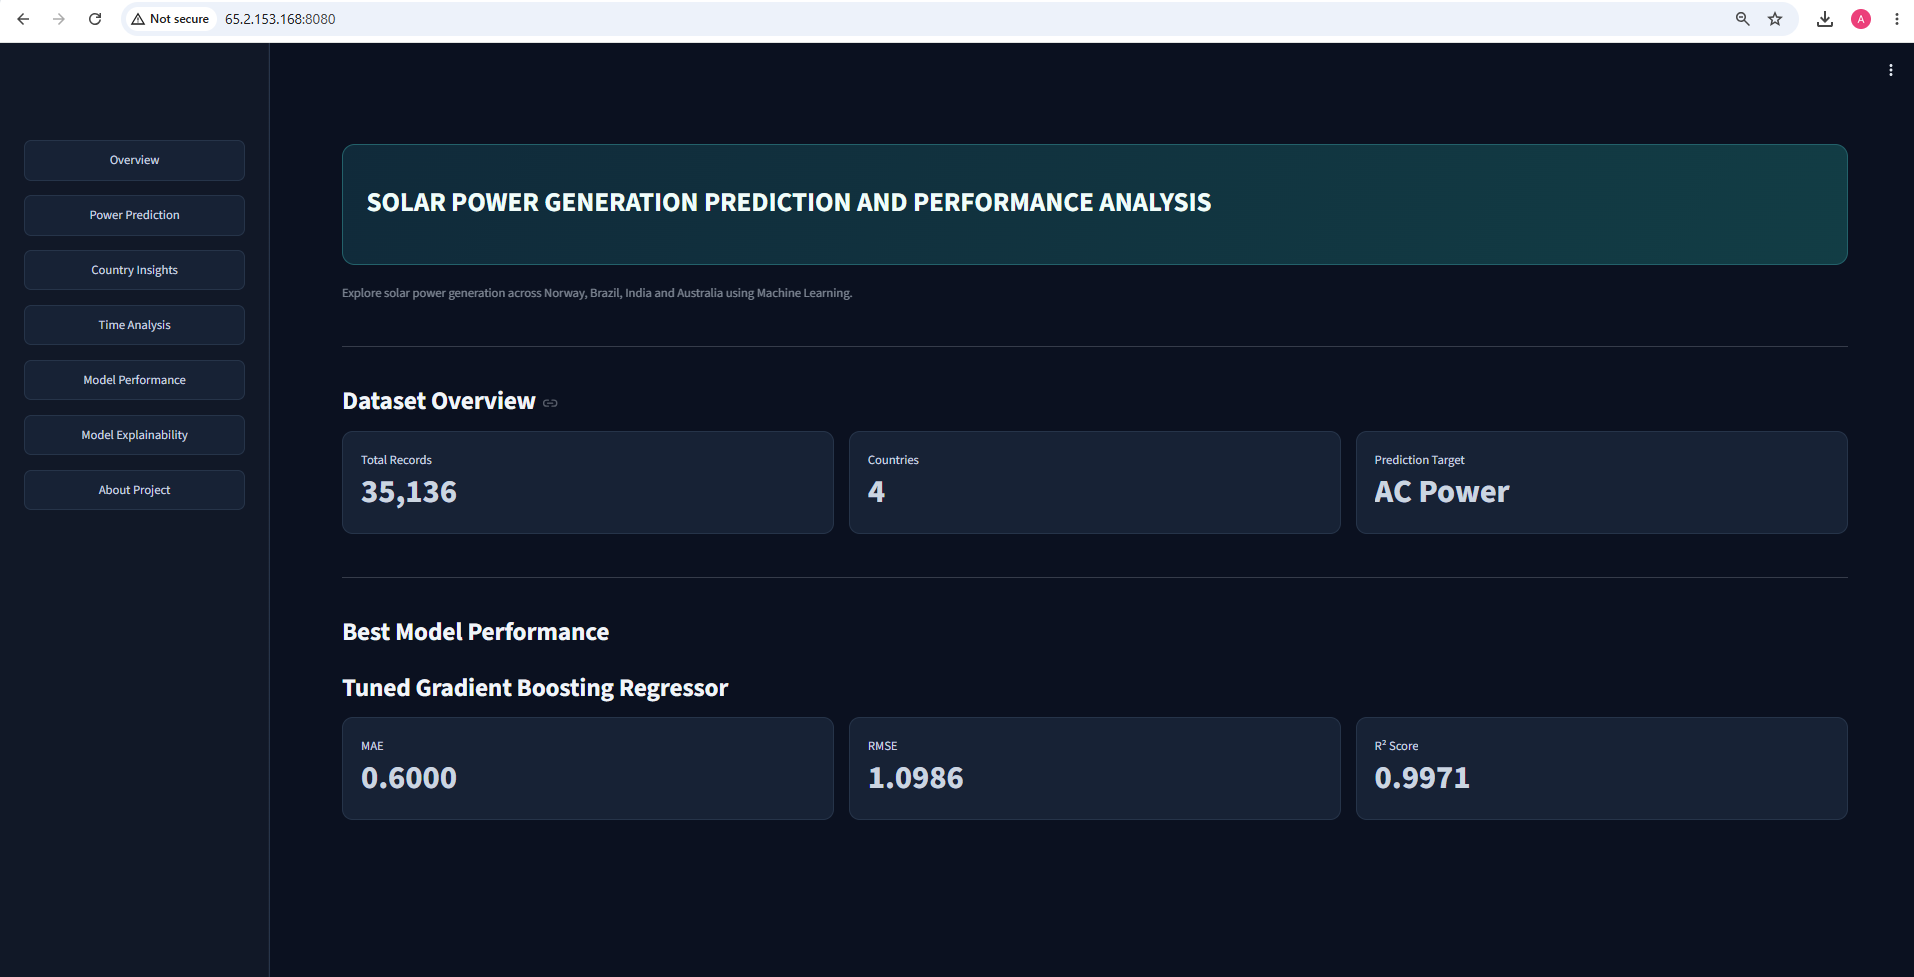 Not secure 65.2.153.168:8080
A
Overview
Power Prediction
Country Insights
Time Analysis
Model Performance
Model Explainability
About Project
SOLAR POWER GENERATION PREDICTION AND PERFORMANCE ANALYSIS
Explore solar power generation across Norway, Brazil, India and Australia using Machine Learning.
Dataset Overview
Total Records
35,136
Countries
4
Prediction Target
AC Power
Best Model Performance
Tuned Gradient Boosting Regressor
MAE
0.6000
RMSE
1.0986
R² Score
0.9971